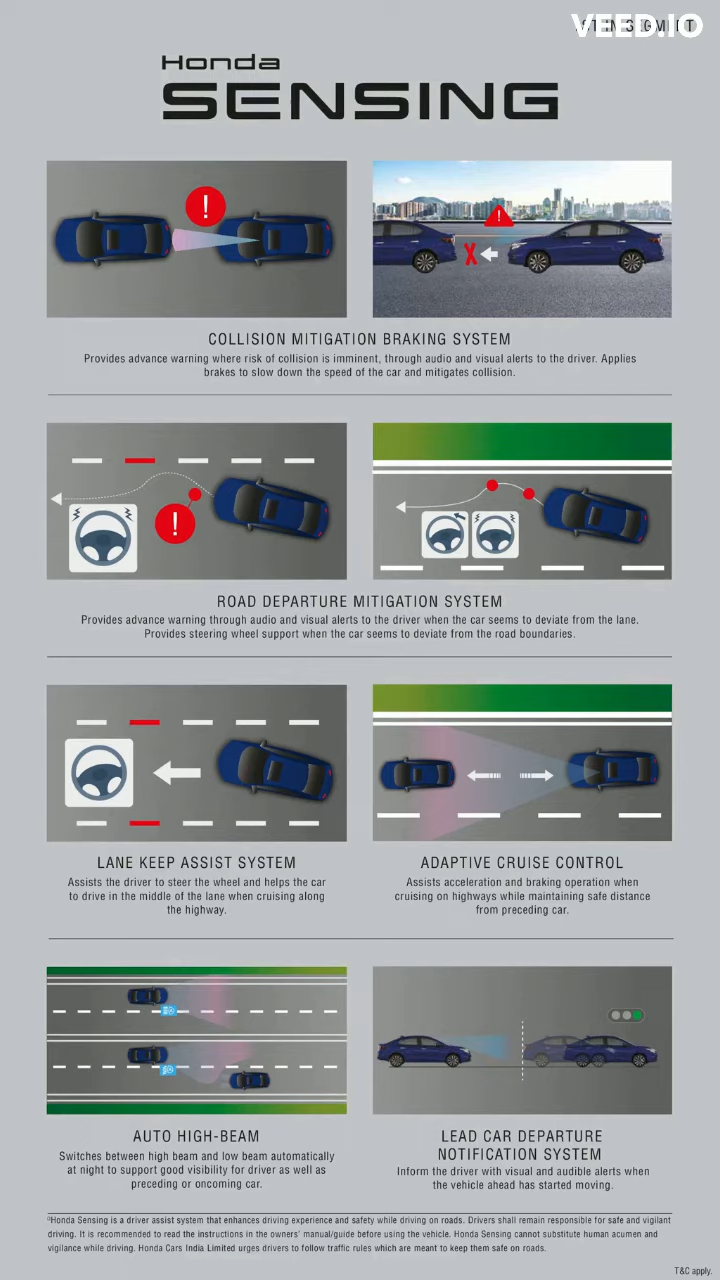 VEED.IO
Honda
SENSING
COLLISION MITIGATION BRAKING SYSTEM
Provides advance warning where risk of collision is imminent, through audio and visual alerts to the driver. Applies
brakes to slow down the speed of the car and mitigates collision.
ROAD DEPARTURE MITIGATION SYSTEM
Provides advance warning through audio and visual alerts to the driver when the car seems to deviate from the lane.
Provides steering wheel support when the car seems to deviate from the road boundaries.
LANE KEEP ASSIST SYSTEM
Assists the driver to steer the wheel and helps the car
to drive in the middle of the lane when cruising along
the highway.
ADAPTIVE CRUISE CONTROL
Assists acceleration and braking operation when
cruising on highways while maintaining safe distance
from preceding car.
AUTO HIGH-BEAM
Switches between high beam and low beam automatically
at night to support good visibility for driver as well as
preceding or oncoming car.
LEAD CAR DEPARTURE
NOTIFICATION SYSTEM
Inform the driver with visual and audible alerts when
the vehicle ahead has started moving.
Honda Sensing is a driver assist system that enhances driving experience and safety while driving on roads. Drivers shall remain responsible for safe and vigilant
driving. It is recommended to read the instructions in the owners' manual/guide before using the vehicle. Honda Sensing cannot substitute human acumen and
vigilance while driving. Honda Cars India Limited urges drivers to follow traffic rules which are meant to keep them safe on roads.
T&C apply.